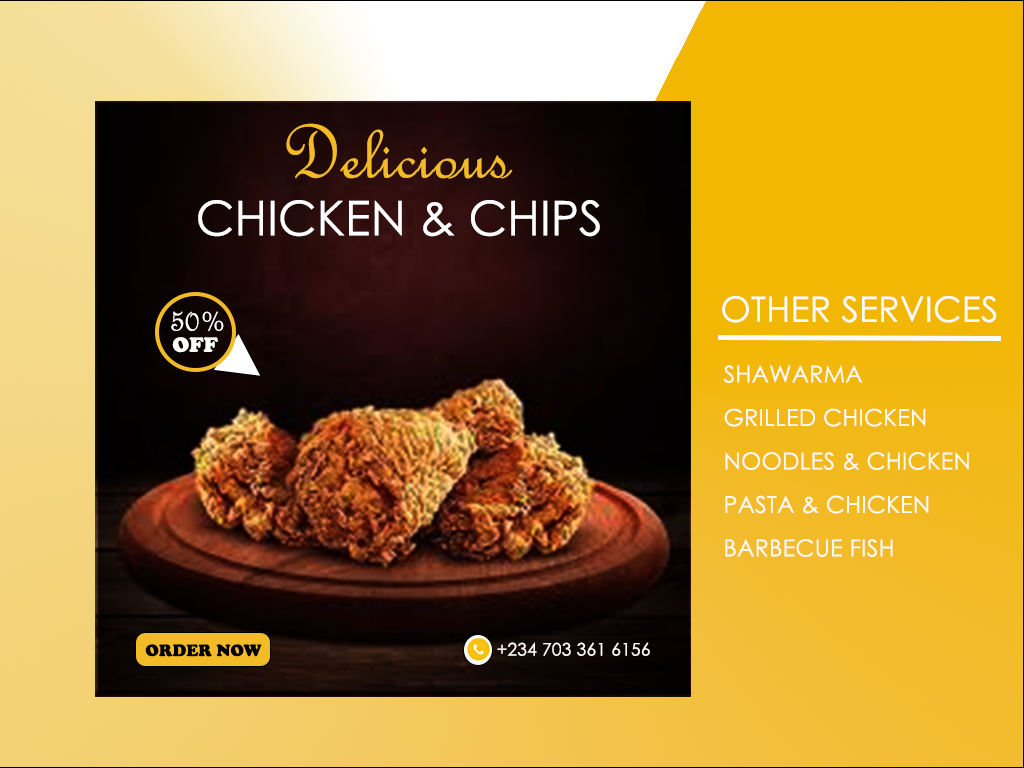 Delicious
CHICKEN & CHIPS
50%
OFF
ORDER NOW
+234 703 361 6156
OTHER SERVICES
SHAWARMA
GRILLED CHICKEN
NOODLES & CHICKEN
PASTA & CHICKEN
BARBECUE FISH